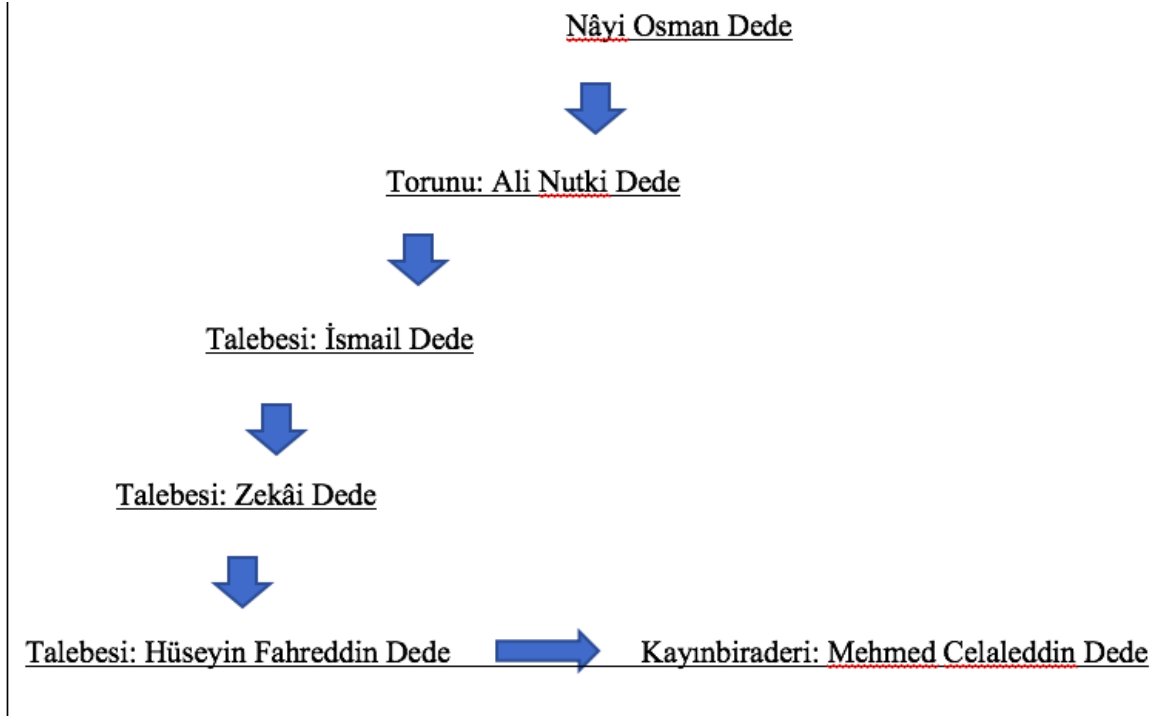 Nâyi Osman Dede
Torunu: Ali Nutki Dede
Talebesi: İsmail Dede
Talebesi: Zekâi Dede
Talebesi: Hüseyin Fahreddin Dede Kayınbiraderi: Mehmed Celaleddin Dede